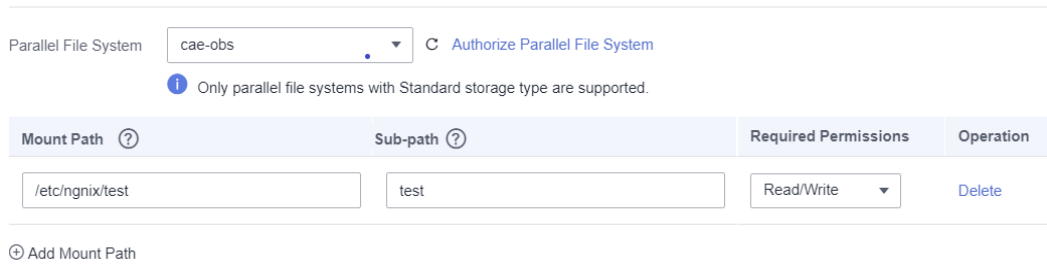 Parallel File System cae-obs Authorize Parallel File System
i Only parallel file systems with Standard storage type are supported.
Mount Path ? Sub-path ? Required Permissions Operation
/etc/ngnix/test test Read/Write Delete
Add Mount Path